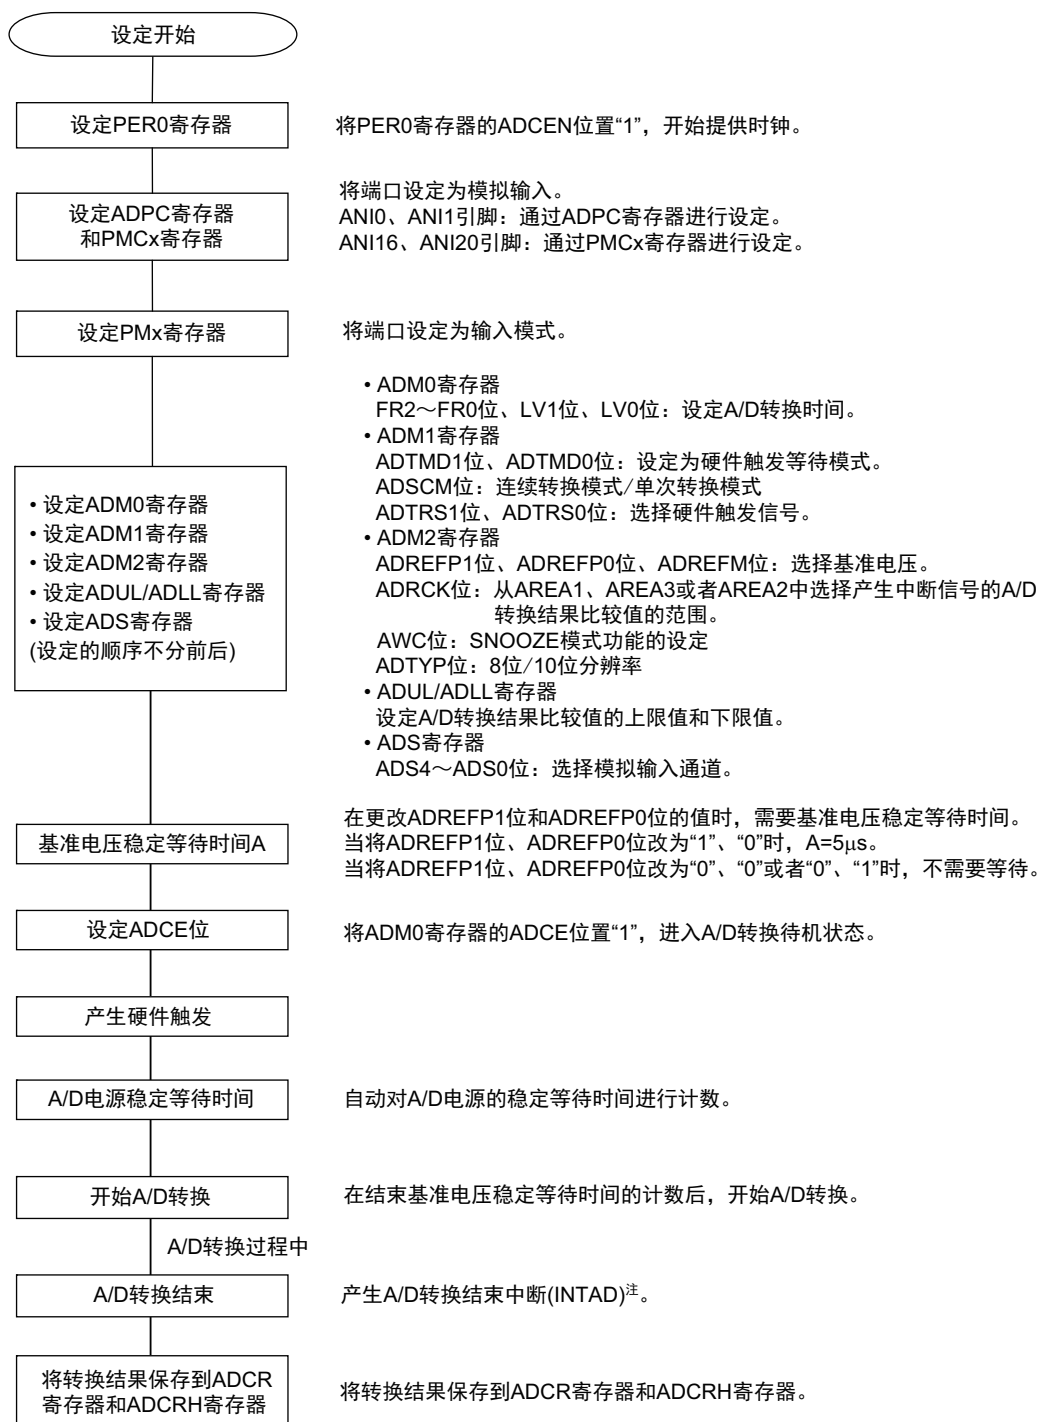 设定开始
设定PER0寄存器
将PER0寄存器的ADCEN位置“1”，开始提供时钟。
设定ADPC寄存器
和PMCx寄存器
将端口设定为模拟输入。
ANI0、ANI1引脚：通过ADPC寄存器进行设定。
ANI16、ANI20引脚：通过PMCx寄存器进行设定。
设定PMx寄存器
将端口设定为输入模式。
• 设定ADM0寄存器
• 设定ADM1寄存器
• 设定ADM2寄存器
• 设定ADUL/ADLL寄存器
• 设定ADS寄存器
(设定的顺序不分前后)
• ADM0寄存器
FR2～FR0位、LV1位、LV0位：设定A/D转换时间。
• ADM1寄存器
ADTMD1位、ADTMD0位：设定为硬件触发等待模式。
ADSCM位：连续转换模式/单次转换模式
ADTRS1位、ADTRS0位：选择硬件触发信号。
• ADM2寄存器
ADREFP1位、ADREFP0位、ADREFM位：选择基准电压。
ADRCK位：从AREA1、AREA3或者AREA2中选择产生中断信号的A/D
转换结果比较值的范围。
AWC位：SNOOZE模式功能的设定
ADTYP位：8位/10位分辨率
• ADUL/ADLL寄存器
设定A/D转换结果比较值的上限值和下限值。
• ADS寄存器
ADS4～ADS0位：选择模拟输入通道。
基准电压稳定等待时间A
在更改ADREFP1位和ADREFP0位的值时，需要基准电压稳定等待时间。
当将ADREFP1位、ADREFP0位改为“1”、“0”时，A=5μs。
当将ADREFP1位、ADREFP0位改为“0”、“0”或者“0”、“1”时，不需要等待。
设定ADCE位
将ADM0寄存器的ADCE位置“1”，进入A/D转换待机状态。
产生硬件触发
A/D电源稳定等待时间
自动对A/D电源的稳定等待时间进行计数。
开始A/D转换
在结束基准电压稳定等待时间的计数后，开始A/D转换。
A/D转换过程中
A/D转换结束
产生A/D转换结束中断(INTAD)注。
将转换结果保存到ADCR
寄存器和ADCRH寄存器
将转换结果保存到ADCR寄存器和ADCRH寄存器。